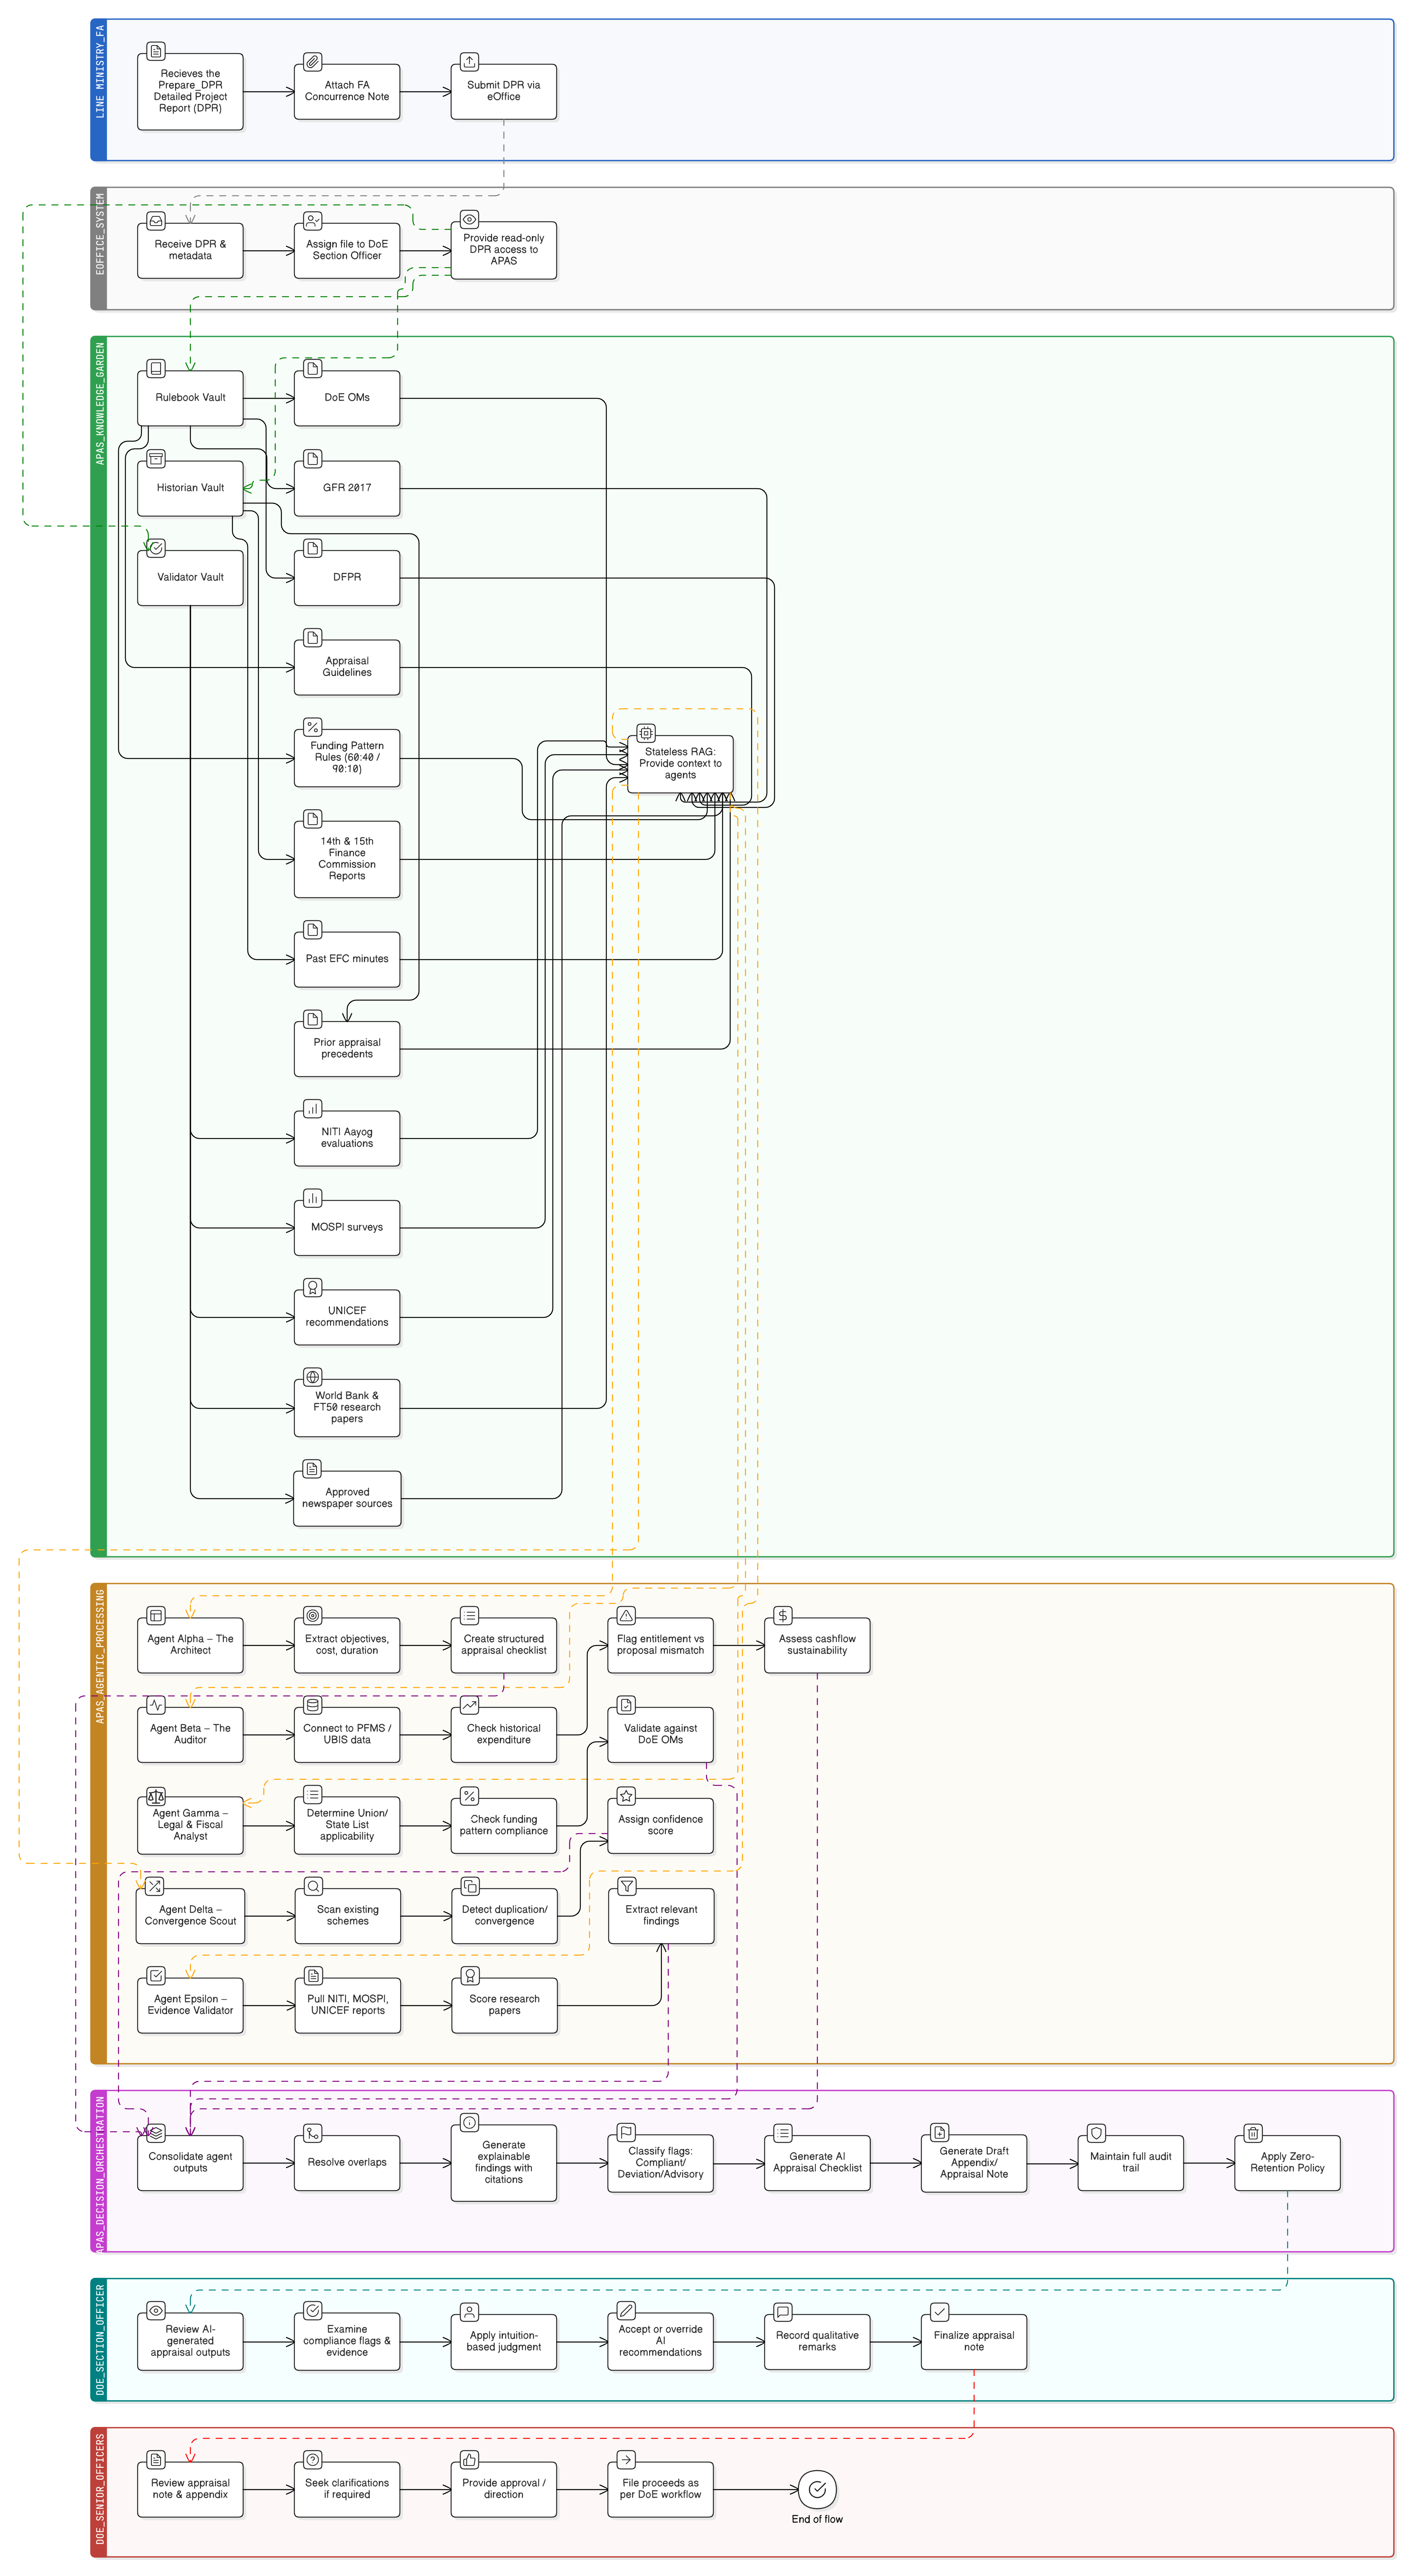 LINE_MINISTRY_FA
Recieves the
Prepare_DPR
Detailed Project
Report (DPR)
Attach FA
Concurrence Note
Submit DPR via
eOffice
EOFFICE_SYSTEM
Receive DPR &
metadata
Assign file to DoE
Section Officer
Provide read-only
DPR access to
APAS
APAS_KNOWLEDGE_GARDEN
Rulebook Vault
DoE OMs
Historian Vault
GFR 2017
Validator Vault
DFPR
Appraisal
Guidelines
Funding Pattern
Rules (60:40 /
90:10)
Stateless RAG:
Provide context to
agents
14th & 15th
Finance
Commission
Reports
Past EFC minutes
Prior appraisal
precedents
NITI Aayog
evaluations
MOSPI surveys
UNICEF
recommendations
World Bank &
FT50 research
papers
Approved
newspaper sources
APAS_AGENTIC_PROCESSING
Agent Alpha – The
Architect
Extract objectives,
cost, duration
Create structured
appraisal checklist
Flag entitlement vs
proposal mismatch
Assess cashflow
sustainability
Agent Beta – The
Auditor
Connect to PFMS /
UBIS data
Check historical
expenditure
Validate against
DoE OMs
Agent Gamma –
Legal & Fiscal
Analyst
Determine Union/
State List
applicability
Check funding
pattern compliance
Assign confidence
score
Agent Delta –
Convergence Scout
Scan existing
schemes
Detect duplication/
convergence
Extract relevant
findings
Agent Epsilon –
Evidence Validator
Pull NITI, MOSPI,
UNICEF reports
Score research
papers
APAS_DECISION_ORCHESTRATION
Consolidate agent
outputs
Resolve overlaps
Generate
explainable
findings with
citations
Classify flags:
Compliant/
Deviation/Advisory
Generate AI
Appraisal Checklist
Generate Draft
Appendix/
Appraisal Note
Maintain full audit
trail
Apply Zero-
Retention Policy
DOE_SECTION_OFFICER
Review AI-
generated
appraisal outputs
Examine
compliance flags &
evidence
Apply intuition-
based judgment
Accept or override
AI
recommendations
Record qualitative
remarks
Finalize appraisal
note
DOE_SENIOR_OFFICERS
Review appraisal
note & appendix
Seek clarifications
if required
Provide approval /
direction
File proceeds as
per DoE workflow
End of flow